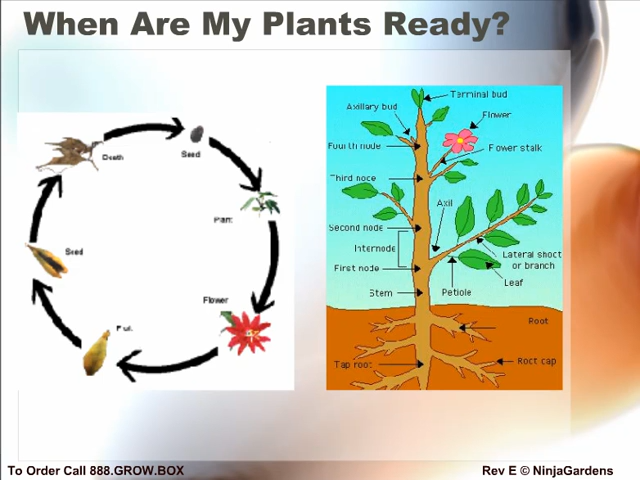 When Are My Plants Ready?
Death
Seed
Plant
Flower
Fruit
Seed
Terminal bud
Axillary bud
Flower
Fourth node
Flower stalk
Third node
Axil
Second node
Internode
Lateral shoot
or branch
First node
Leaf
Stem
Petiole
Root
Tap root
Root cap
To Order Call 888.GROW.BOX
Rev E © NinjaGardens